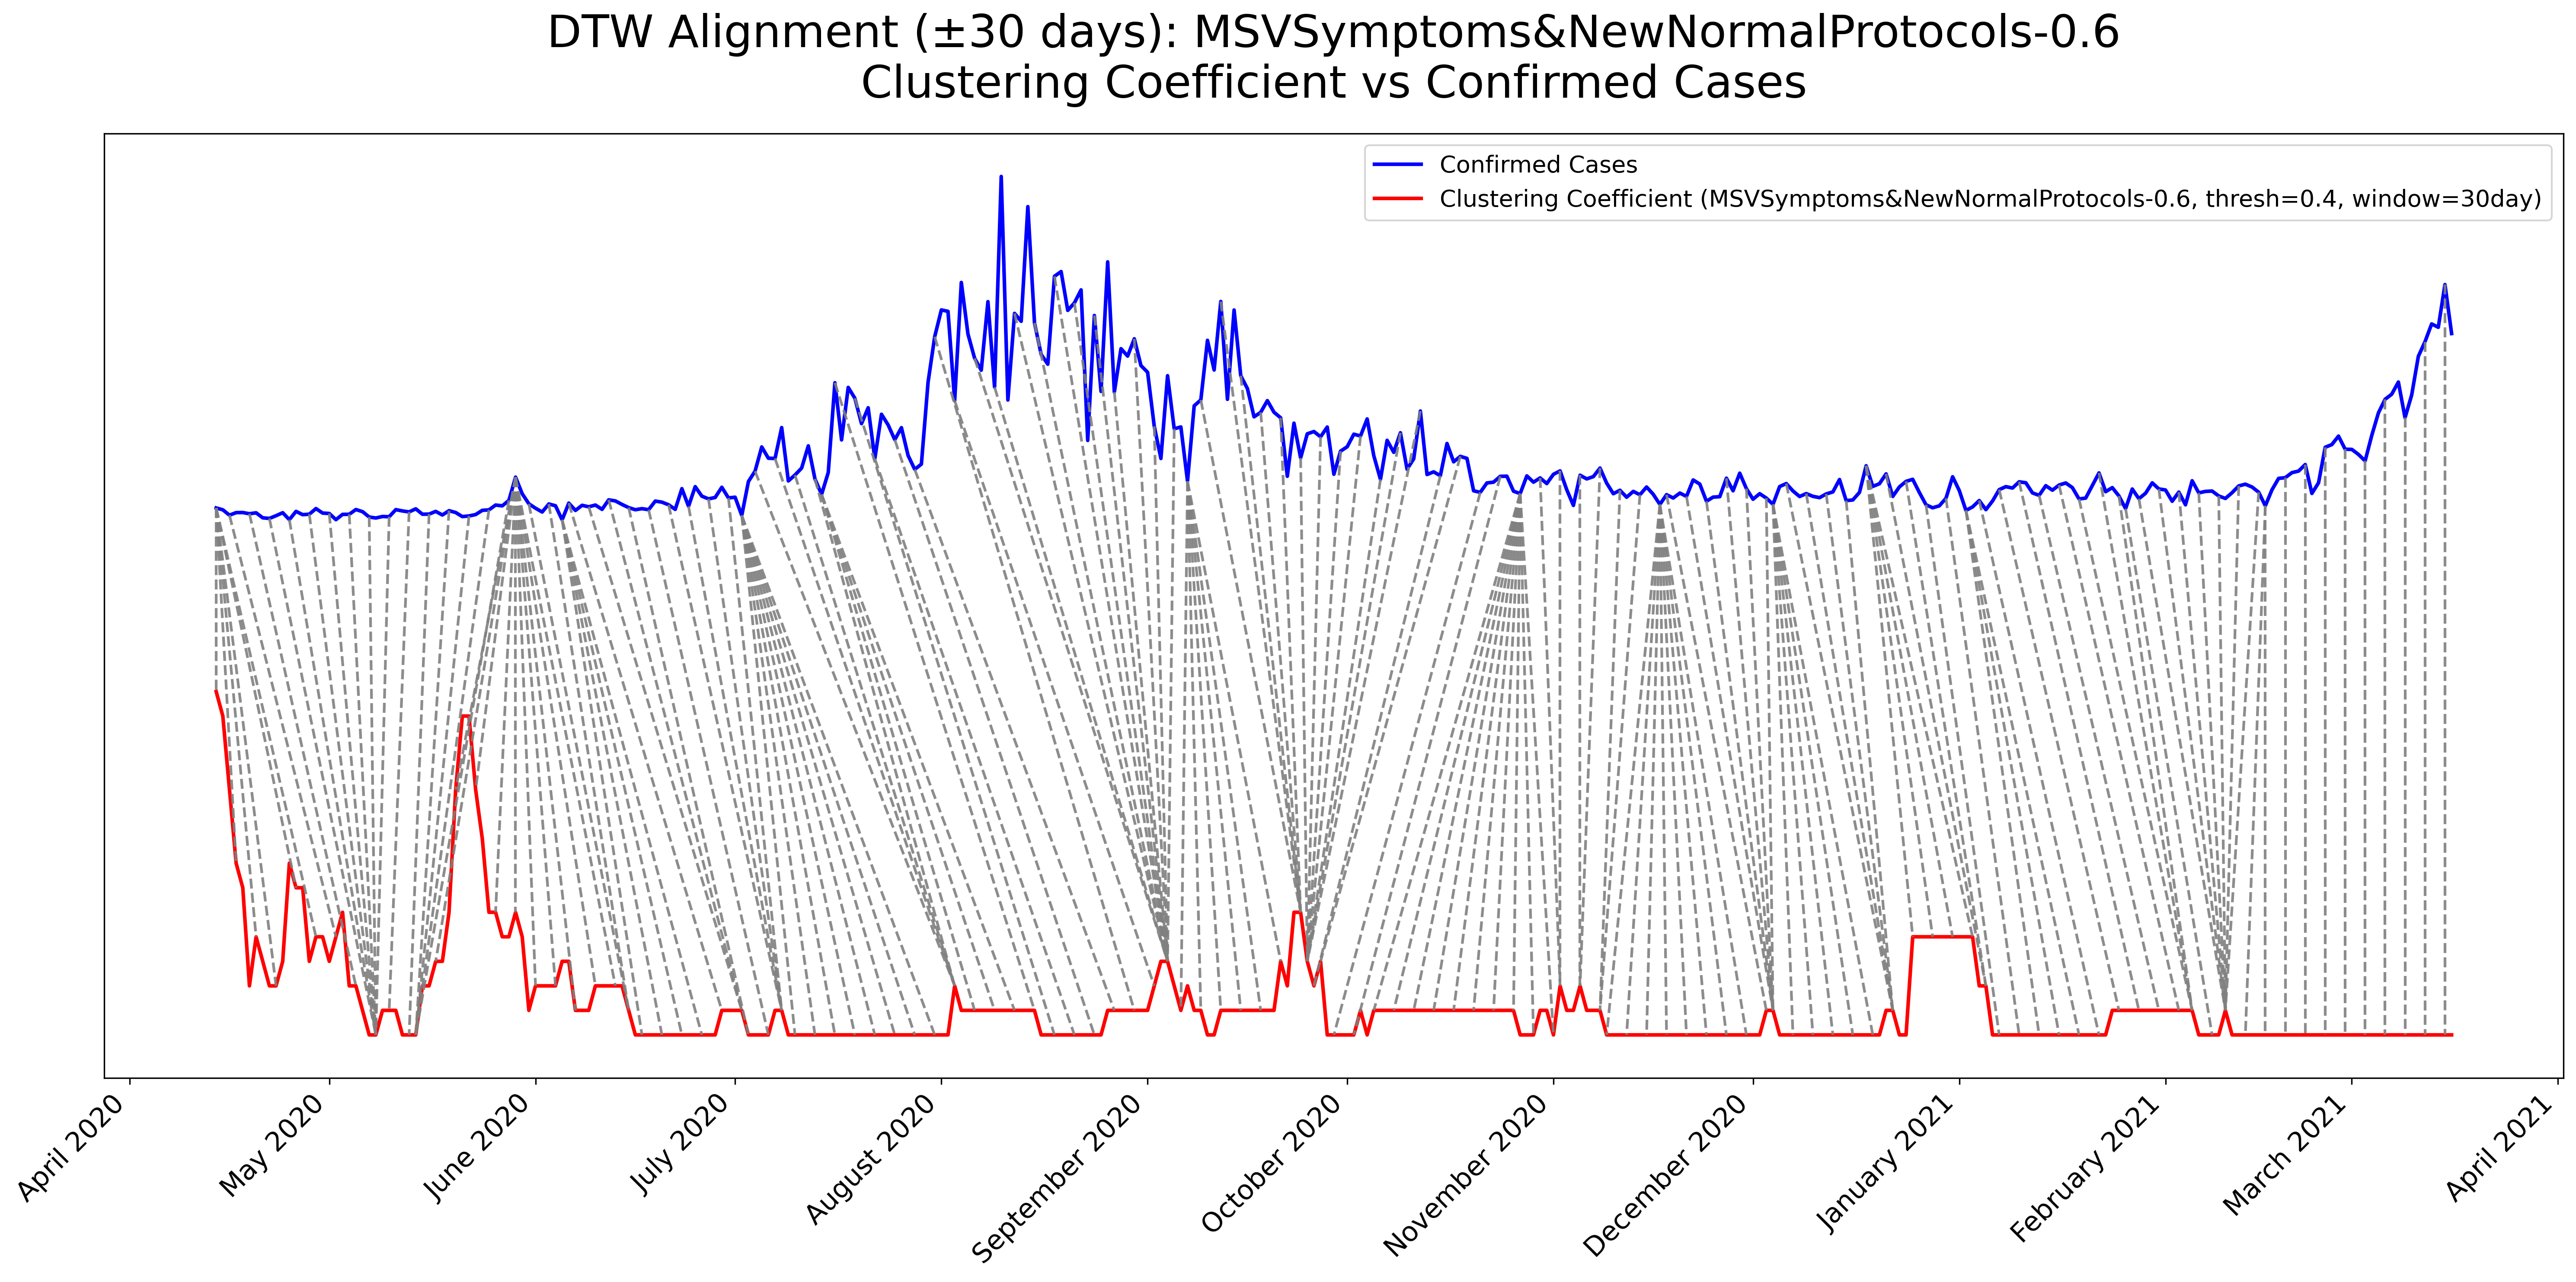 DTW Alignment (±30 days): MSVSymptoms&NewNormalProtocols-0.6
Clustering Coefficient vs Confirmed Cases
Confirmed Cases
Clustering Coefficient (MSVSymptoms&NewNormalProtocols-0.6, thresh=0.4, window=30day)
April 2020
May 2020
June 2020
July 2020
August 2020
September 2020
October 2020
November 2020
December 2020
January 2021
February 2021
March 2021
April 2021